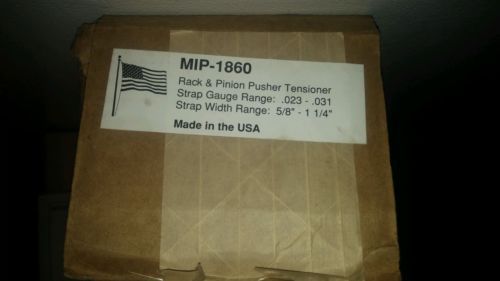 MIP-1860
Rack & Pinion Pusher Tensioner
Strap Gauge Range: .023 - .031
Strap Width Range: 5/8" - 1 1/4"
Made in the USA